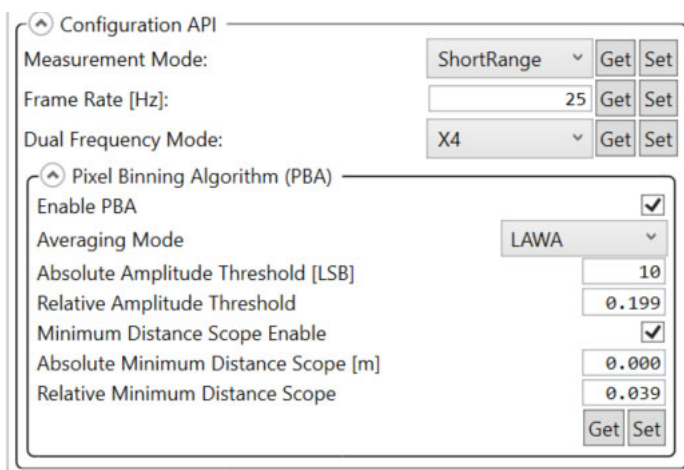 Configuration API
Measurement Mode: ShortRange Get Set
Frame Rate [Hz]: 25 Get Set
Dual Frequency Mode: X4 Get Set
Pixel Binning Algorithm (PBA)
Enable PBA
Averaging Mode LAWA
Absolute Amplitude Threshold [LSB] 10
Relative Amplitude Threshold 0.199
Minimum Distance Scope Enable
Absolute Minimum Distance Scope [m] 0.000
Relative Minimum Distance Scope 0.039
Get Set